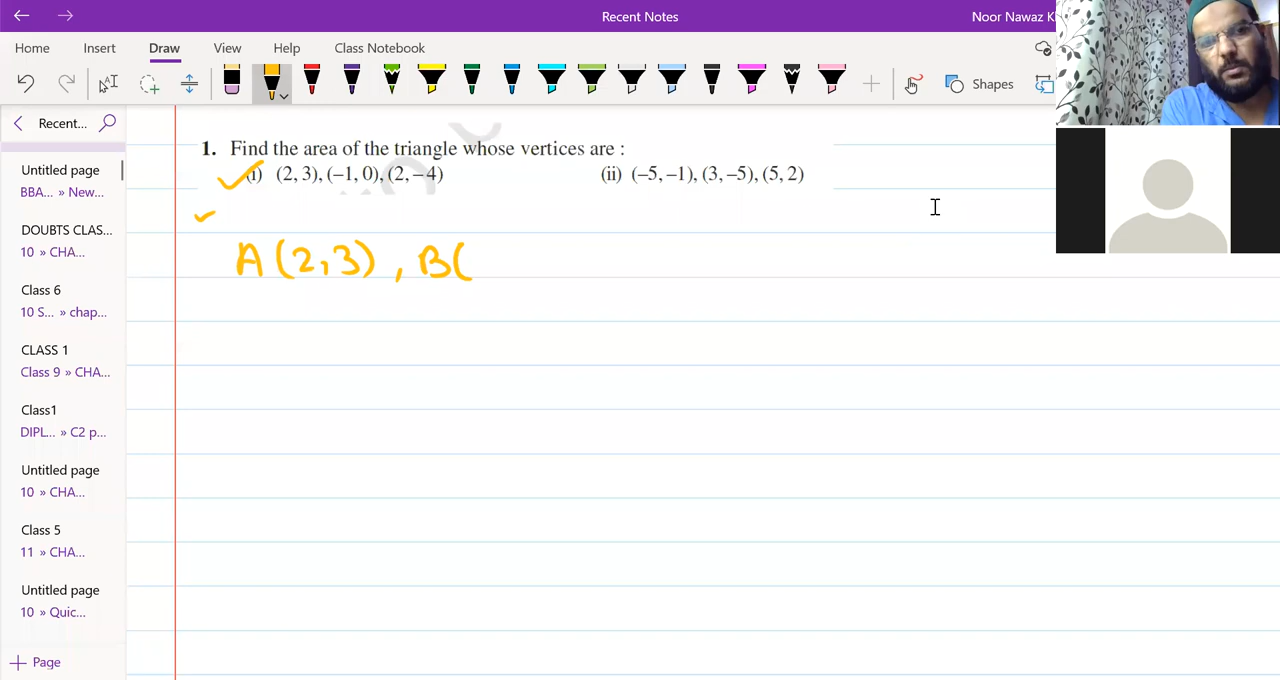 Recent Notes
Noor Nawaz K
Home Insert Draw View Help Class Notebook
Shapes
Recent...
Untitled page
BBA... » New...
DOUBTS CLAS...
10 » CHA...
Class 6
10 S... » chap...
CLASS 1
Class 9 » CHA...
Class1
DIPL... » C2 p...
Untitled page
10 » CHA...
Class 5
11 » CHA...
Untitled page
10 » Quic...
Page
1. Find the area of the triangle whose vertices are :
(i) (2, 3), (–1, 0), (2, – 4) (ii) (–5, –1), (3, –5), (5, 2)
A (2,3) , B(